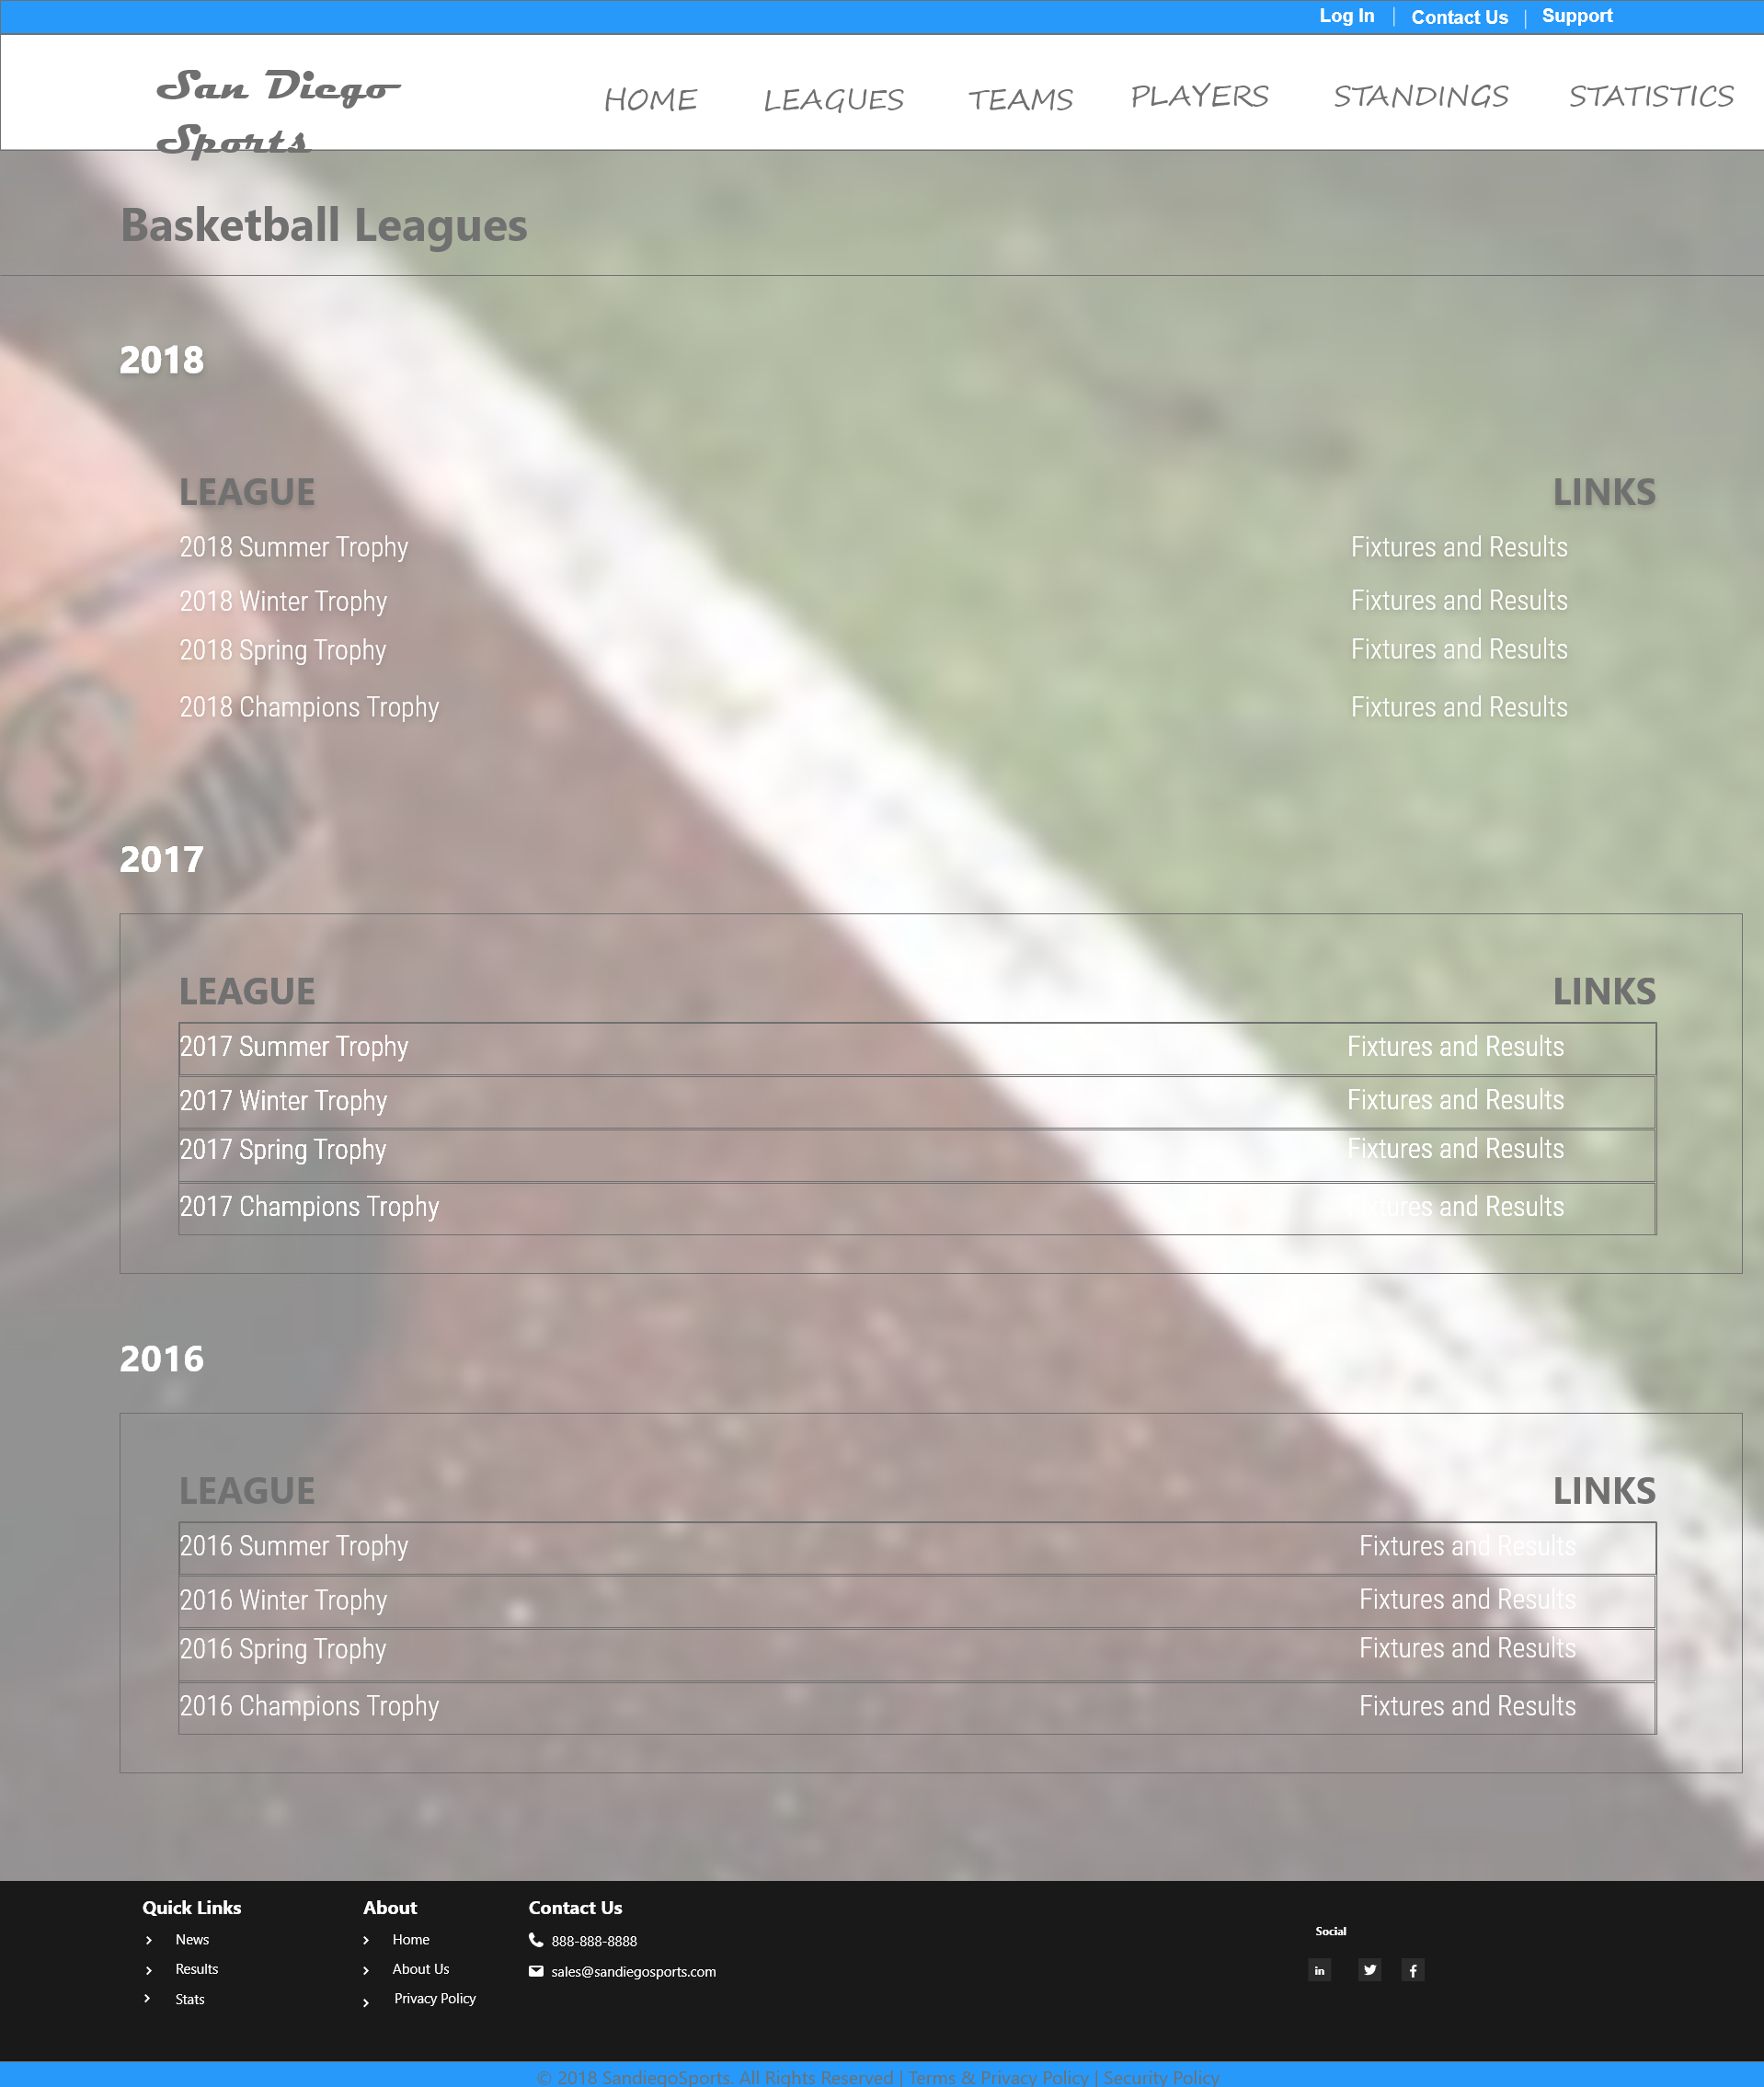 Log In | Contact Us | Support
San Diego
Sports
HOME LEAGUES TEAMS PLAYERS STANDINGS STATISTICS
Basketball Leagues
2018
LEAGUE LINKS
2018 Summer Trophy Fixtures and Results
2018 Winter Trophy Fixtures and Results
2018 Spring Trophy Fixtures and Results
2018 Champions Trophy Fixtures and Results
2017
LEAGUE LINKS
2017 Summer Trophy Fixtures and Results
2017 Winter Trophy Fixtures and Results
2017 Spring Trophy Fixtures and Results
2017 Champions Trophy Fixtures and Results
2016
LEAGUE LINKS
2016 Summer Trophy Fixtures and Results
2016 Winter Trophy Fixtures and Results
2016 Spring Trophy Fixtures and Results
2016 Champions Trophy Fixtures and Results
Quick Links About Contact Us
Social
News Home 888-888-8888
Results About Us sales@sandiegosports.com
Stats Privacy Policy
© 2018 SandiegoSports. All Rights Reserved | Terms & Privacy Policy | Security Policy